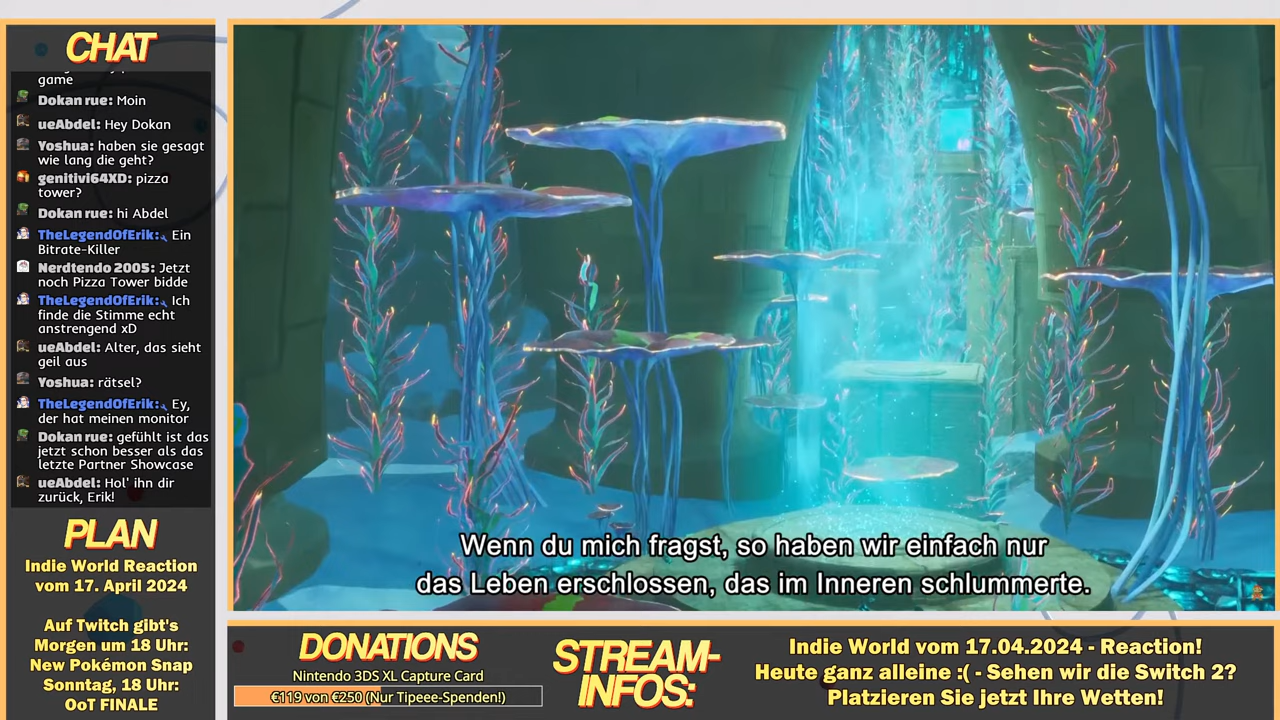 CHAT
game
Dokan rue: Moin
ueAbdel: Hey Dokan
Yoshua: haben sie gesagt
wie lang die geht?
genitivi64XD: pizza
tower?
Dokan rue: hi Abdel
TheLegendOfErik: Ein
Bitrate-Killer
Nerdtendo 2005: Jetzt
noch Pizza Tower bidde
TheLegendOfErik: Ich
finde die Stimme echt
anstrengend xD
ueAbdel: Alter, das sieht
geil aus
Yoshua: rätsel?
TheLegendOfErik: Ey,
der hat meinen monitor
Dokan rue: gefühlt ist das
jetzt schon besser als das
letzte Partner Showcase
ueAbdel: Hol' ihn dir
zurück, Erik!
PLAN
Indie World Reaction
vom 17. April 2024
Auf Twitch gibt's
Morgen um 18 Uhr:
New Pokémon Snap
Sonntag, 18 Uhr:
OoT FINALE
Wenn du mich fragst, so haben wir einfach nur
das Leben erschlossen, das im Inneren schlummerte.
DONATIONS
Nintendo 3DS XL Capture Card
€119 von €250 (Nur Tipeee-Spenden!)
STREAM-
INFOS:
Indie World vom 17.04.2024 - Reaction!
Heute ganz alleine :( - Sehen wir die Switch 2?
Platzieren Sie jetzt Ihre Wetten!